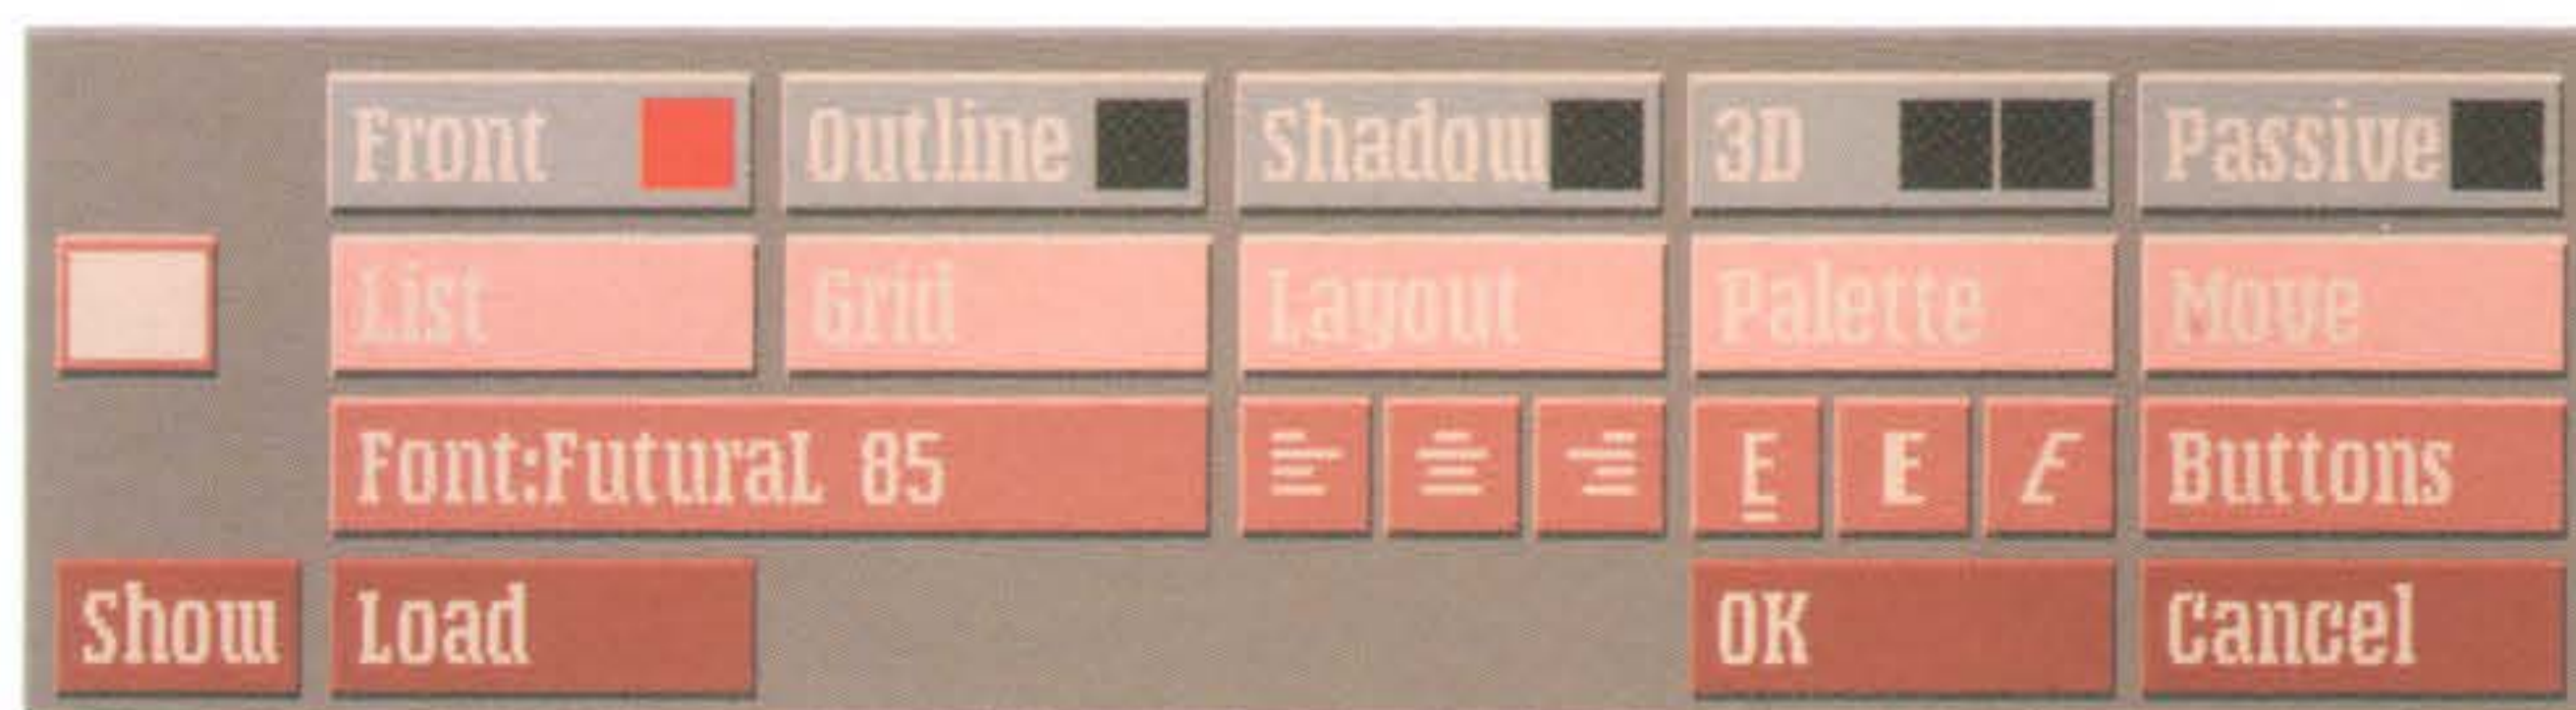 Front Outline Shadow 3D Passive
List Grid Layout Palette Move
Font:FuturaL 85 E E E Buttons
Show Load OK Cancel